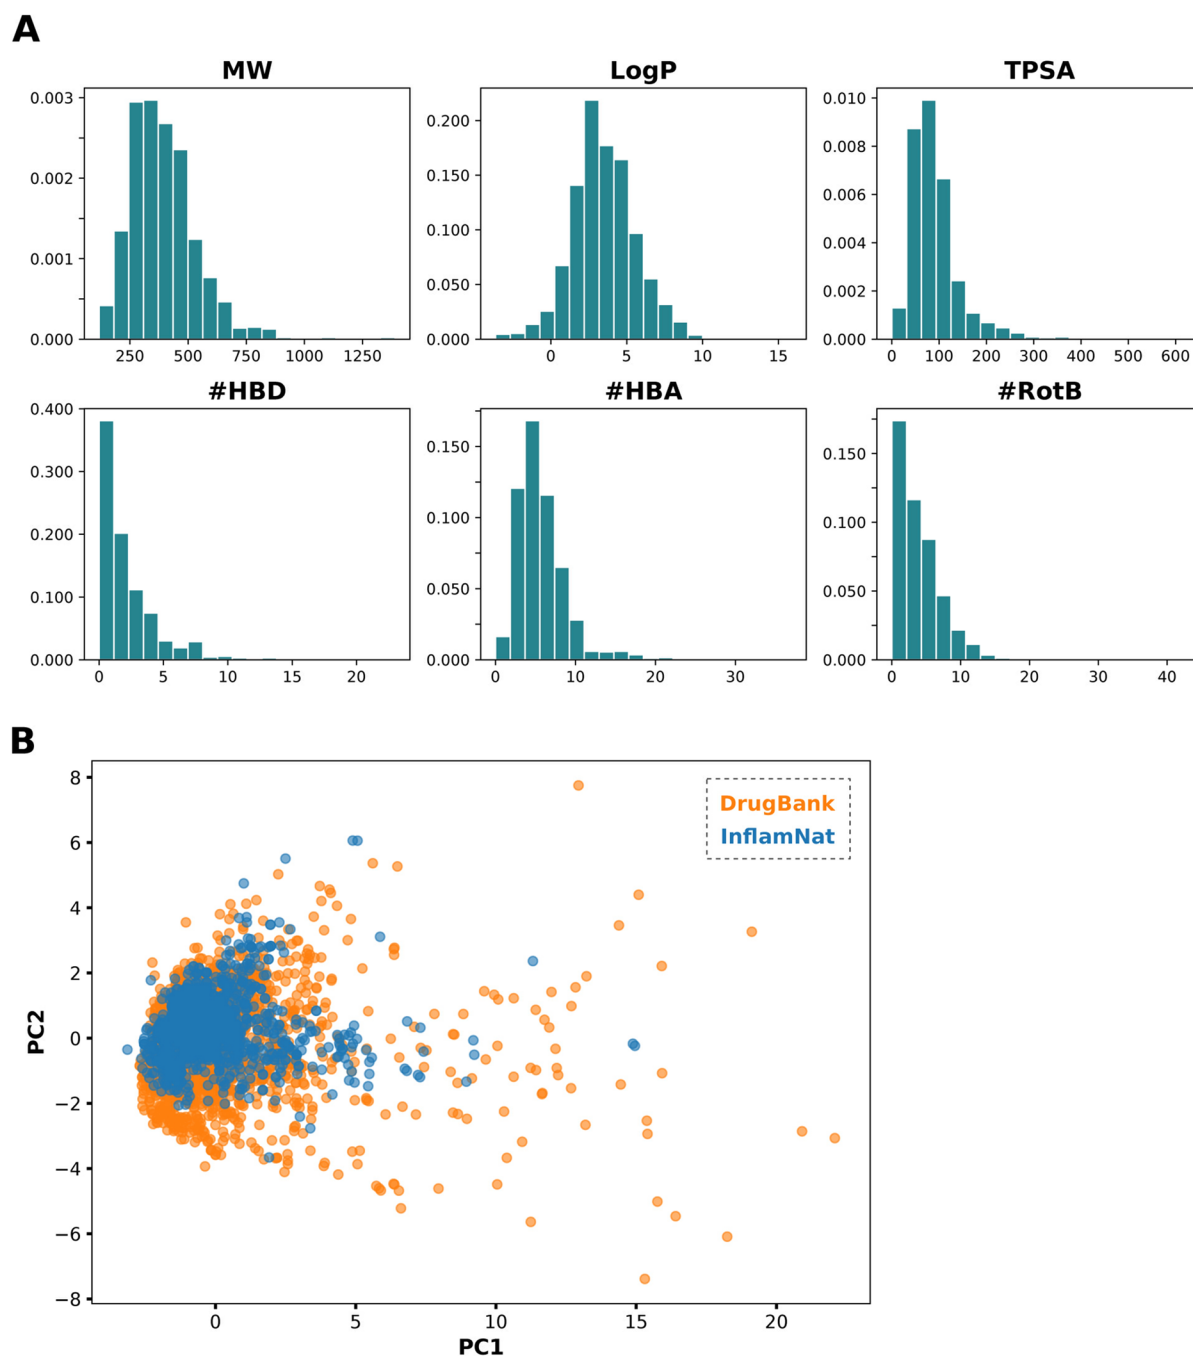 A
MW
LogP
TPSA
0.003
0.002
0.001
0.000
250 500 750 1000 1250
0.200
0.150
0.100
0.050
0.000
0 5 10 15
0.010
0.008
0.006
0.004
0.002
0.000
0 100 200 300 400 500 600
#HBD
#HBA
#RotB
0.400
0.300
0.200
0.100
0.000
0 5 10 15 20
0.150
0.100
0.050
0.000
0 10 20 30
0.150
0.100
0.050
0.000
0 10 20 30 40
B
PC2
8
6
4
2
0
−2
−4
−6
−8
DrugBank
InflamNat
0 5 10 15 20
PC1